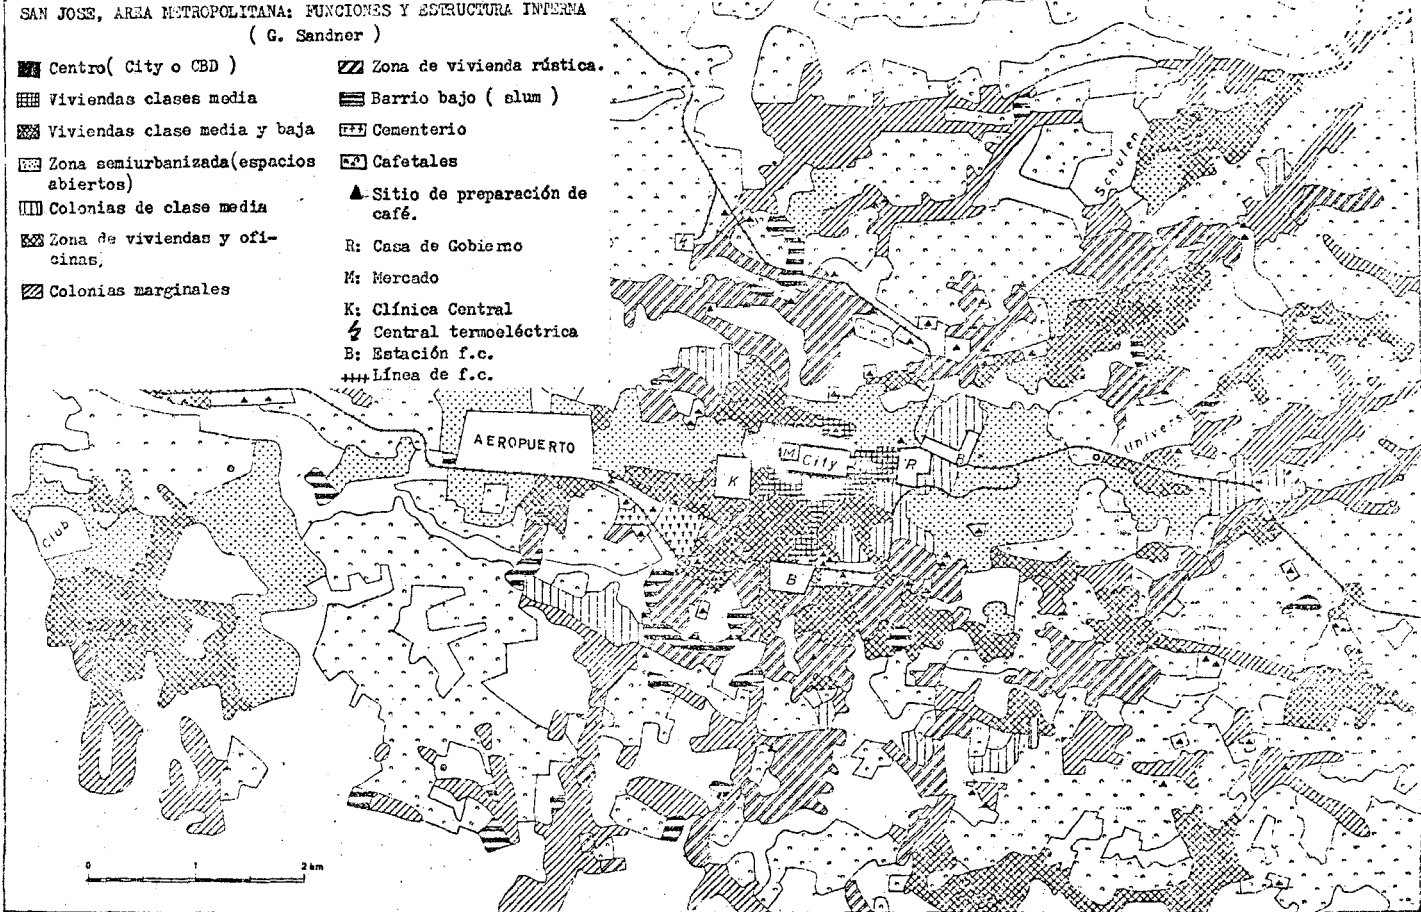 SAN JOSE, AREA METROPOLITANA: FUNCIONES Y ESTRUCTURA INTERNA
( G. Sandner )
Centro( City o CBD )
Viviendas clases media
Viviendas clase media y baja
Zona semiurbanizada(espacios
abiertos)
Colonias de clase media
Zona de viviendas y ofi-
cinas,
Colonias marginales
Zona de vivienda rústica.
Barrio bajo ( slum )
Cementerio
Cafetales
Sitio de preparación de
café.
R: Casa de Gobierno
M: Mercado
K: Clínica Central
Central termoeléctrica
B: Estación f.c.
Línea de f.c.
Schulen
AEROPUERTO
Univers.
M
City
R
B
K
Club
B
0 1 2 km